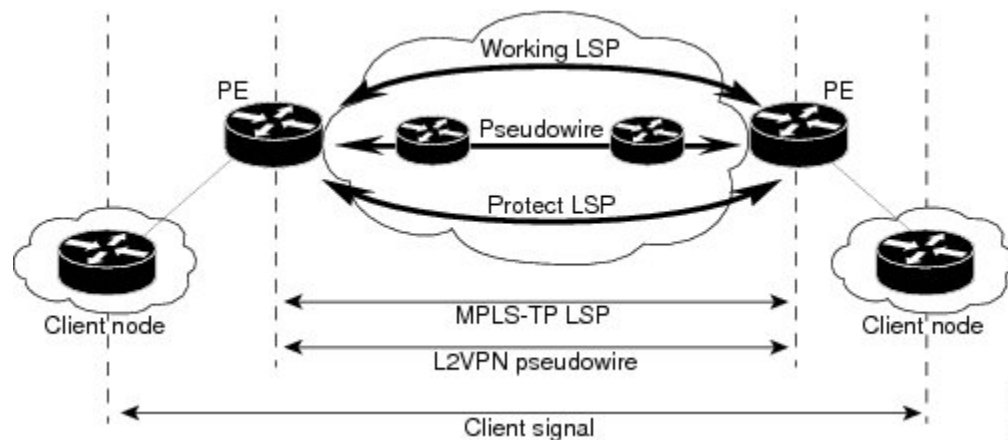 Working LSP
PE
PE
Pseudowire
Protect LSP
Client node
Client node
MPLS-TP LSP
L2VPN pseudowire
Client signal